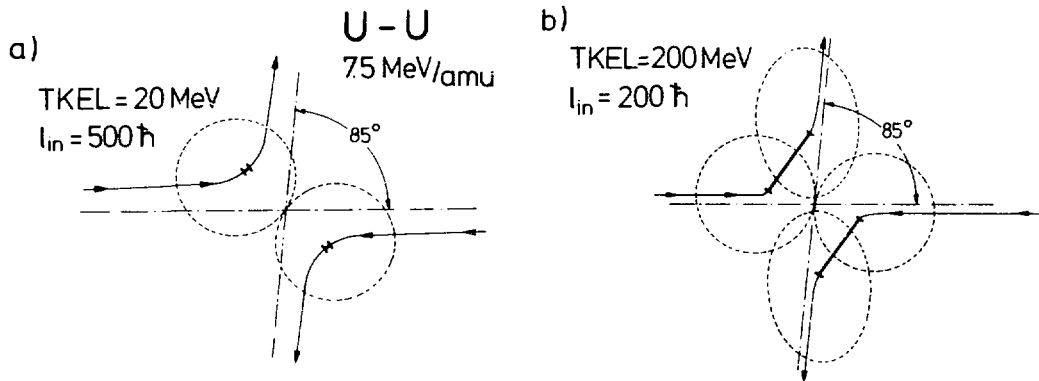 a)
U - U
7.5 MeV/amu
TKEL = 20 MeV
l_in = 500 ħ
85°
b)
TKEL = 200 MeV
l_in = 200 ħ
85°